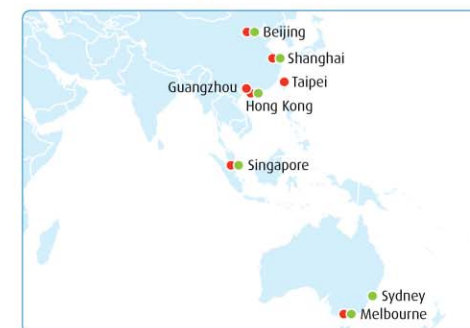 Beijing
Shanghai
Taipei
Guangzhou
Hong Kong
Singapore
Sydney
Melbourne